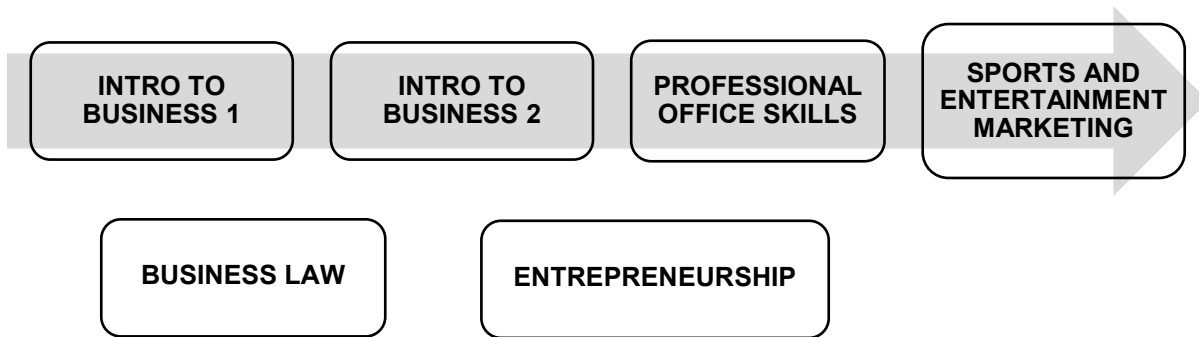 INTRO TO
BUSINESS 1
INTRO TO
BUSINESS 2
PROFESSIONAL
OFFICE SKILLS
SPORTS AND
ENTERTAINMENT
MARKETING
BUSINESS LAW
ENTREPRENEURSHIP